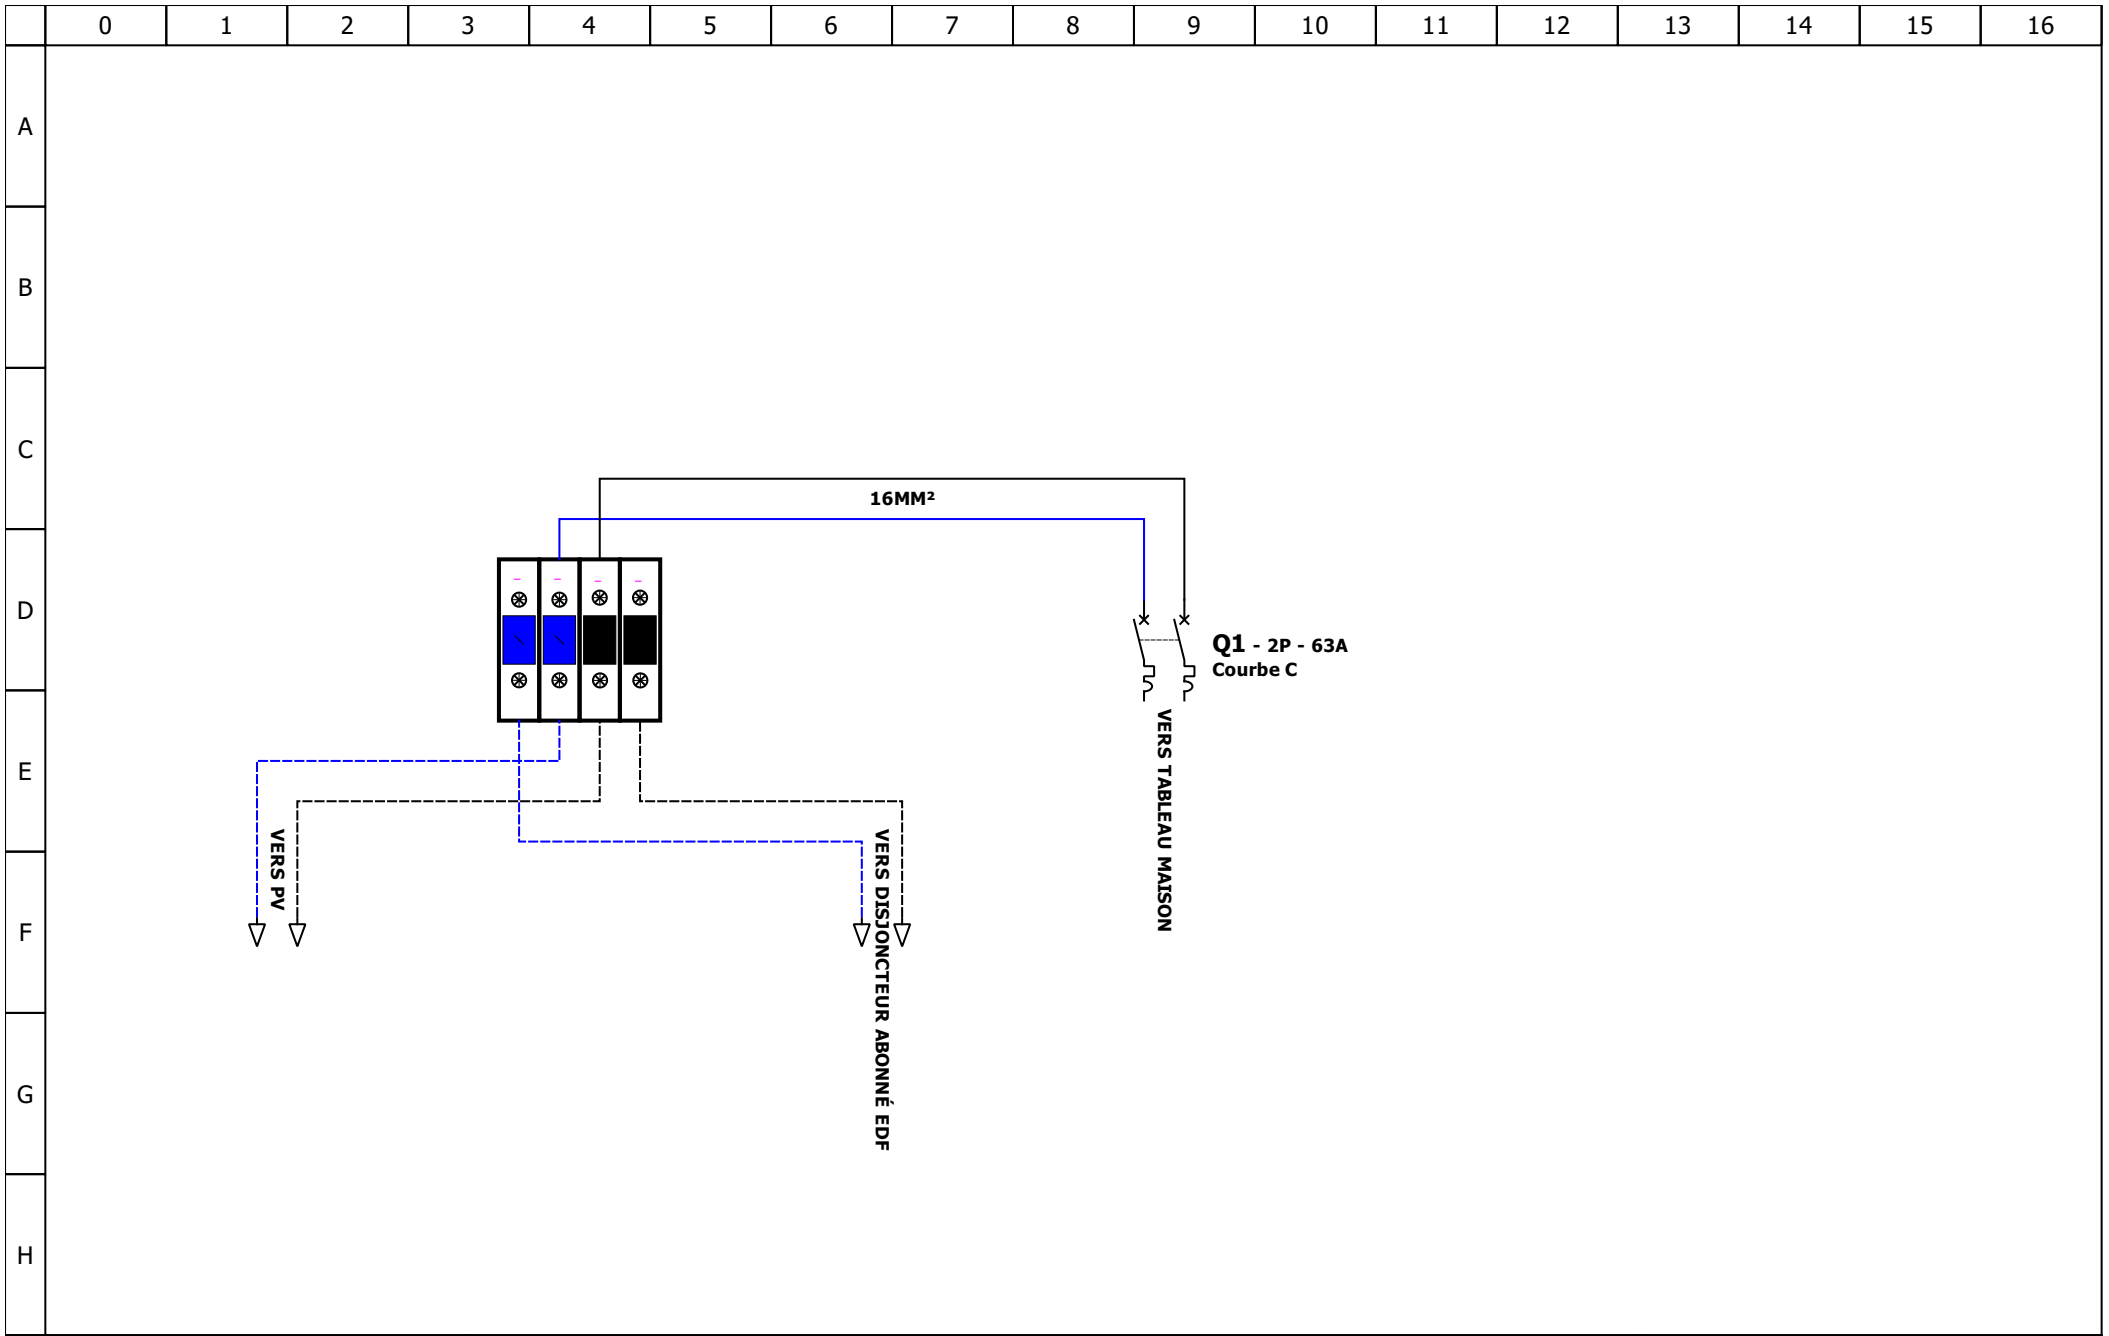 0 1 2 3 4 5 6 7 8 9 10 11 12 13 14 15 16
A
B
C
16MM²
D
Q1 - 2P - 63A
Courbe C
E
VERS PV
VERS DISJONCTEUR ABONNÉ EDF
VERS TABLEAU MAISON
F
G
H